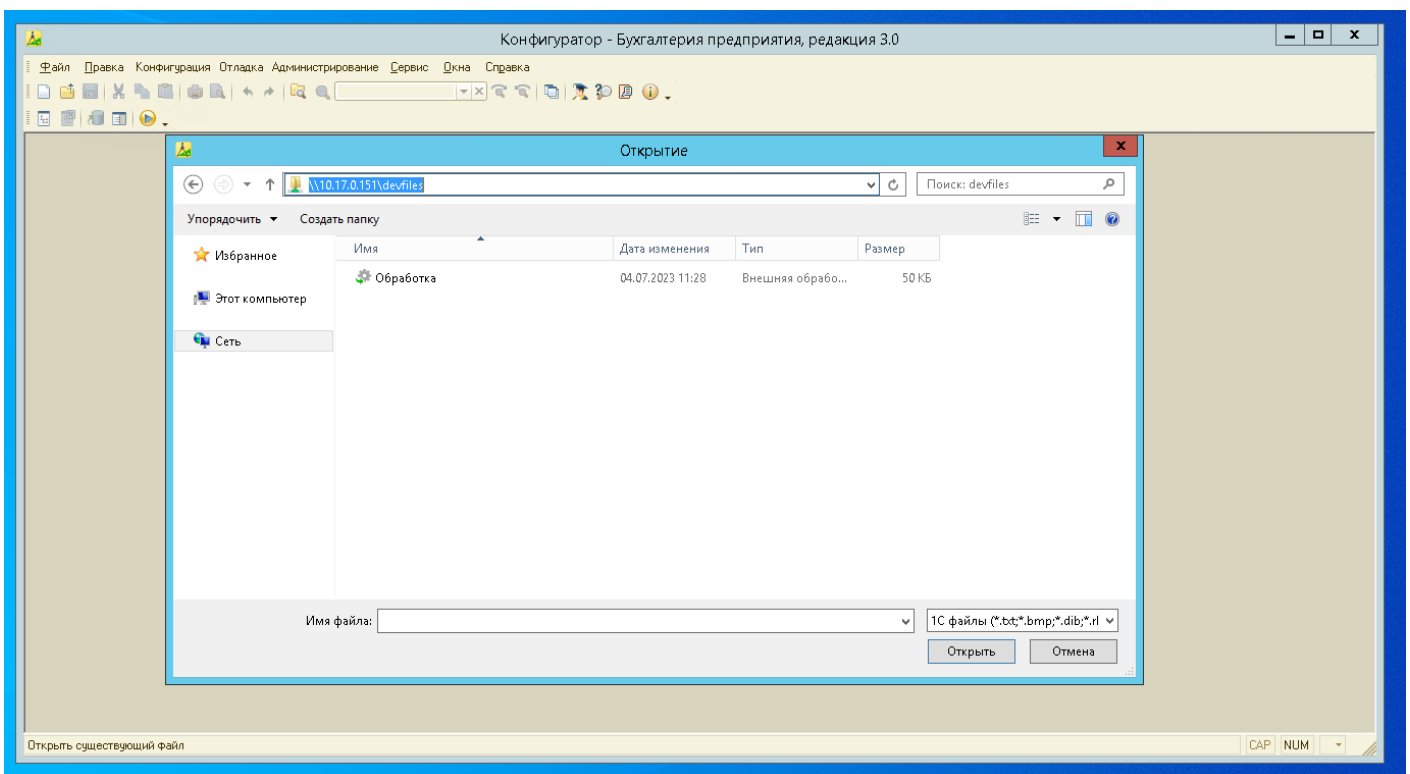 Конфигуратор - Бухгалтерия предприятия, редакция 3.0
Файл Правка Конфигурация Отладка Администрирование Сервис Окна Справка
Открытие
\\10.17.0.151\devfiles
Поиск: devfiles
Упорядочить Создать папку
Избранное
Этот компьютер
Сеть
Имя Дата изменения Тип Размер
Обработка 04.07.2023 11:28 Внешняя обрабо... 50 КБ
Имя файла: 1С файлы (*.txt;*.bmp;*.dib;*.rl
Открыть Отмена
Открыть существующий файл CAP NUM